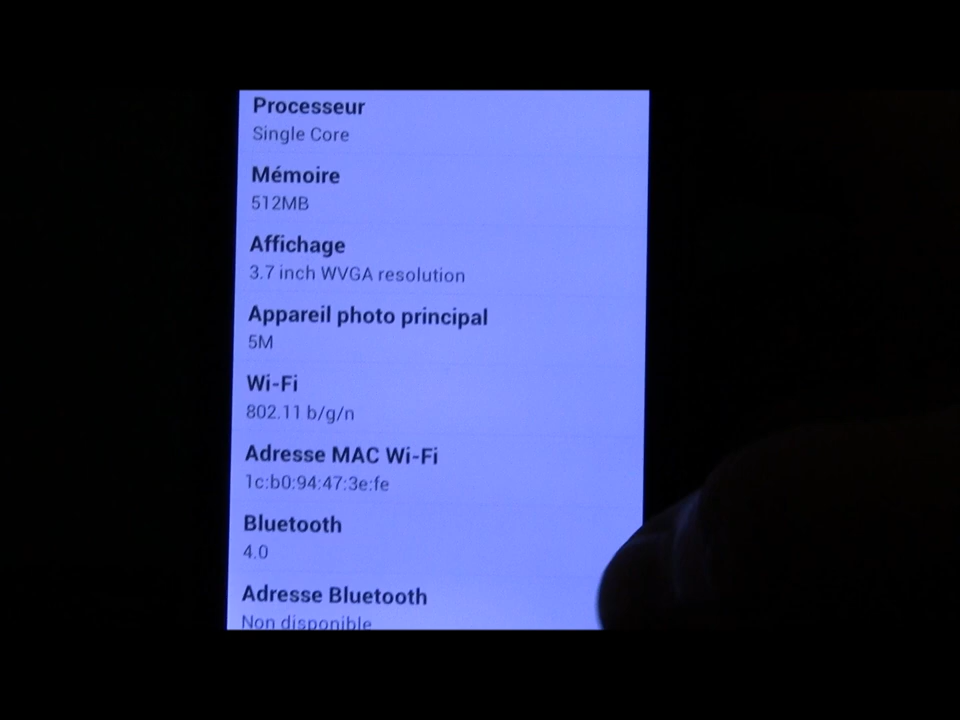 Processeur
Single Core
Mémoire
512MB
Affichage
3.7 inch WVGA resolution
Appareil photo principal
5M
Wi-Fi
802.11 b/g/n
Adresse MAC Wi-Fi
1c:b0:94:47:3e:fe
Bluetooth
4.0
Adresse Bluetooth
Non disponible